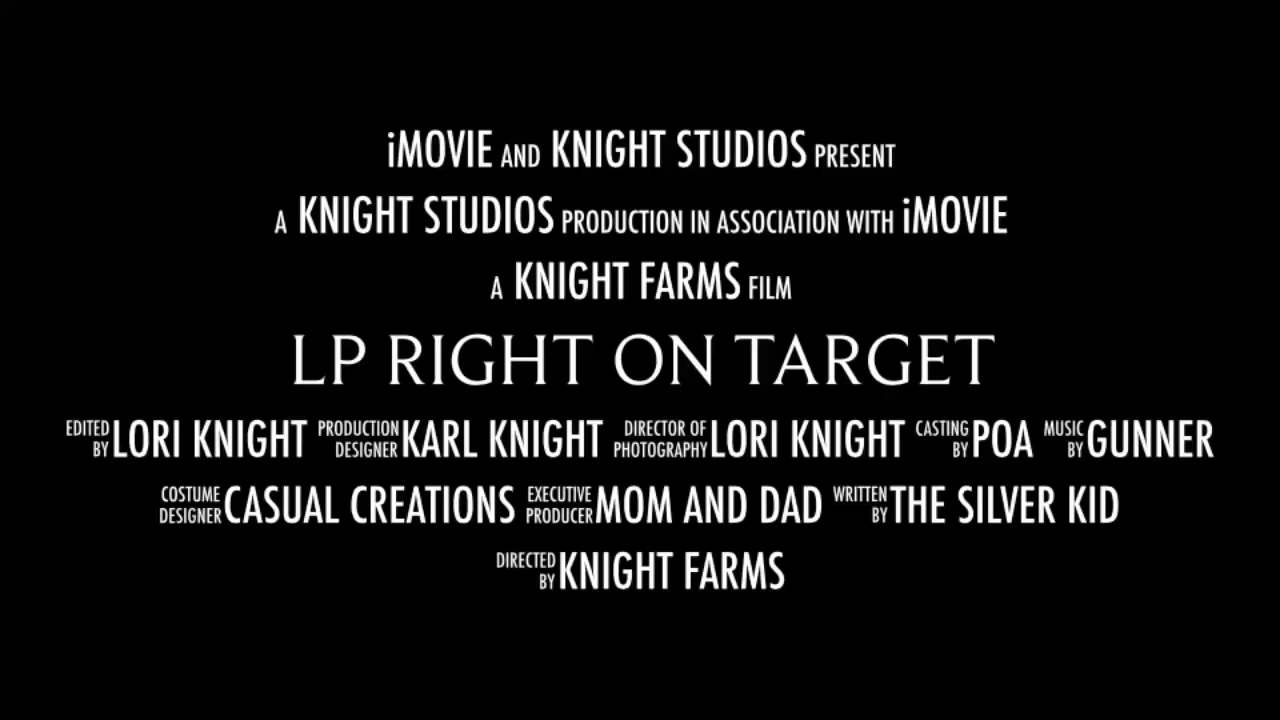 iMOVIE AND KNIGHT STUDIOS PRESENT
A KNIGHT STUDIOS PRODUCTION IN ASSOCIATION WITH iMOVIE
A KNIGHT FARMS FILM
LP RIGHT ON TARGET
EDITED BY LORI KNIGHT PRODUCTION DESIGNER KARL KNIGHT DIRECTOR OF PHOTOGRAPHY LORI KNIGHT CASTING BY POA MUSIC BY GUNNER
COSTUME DESIGNER CASUAL CREATIONS EXECUTIVE PRODUCER MOM AND DAD WRITTEN BY THE SILVER KID
DIRECTED BY KNIGHT FARMS